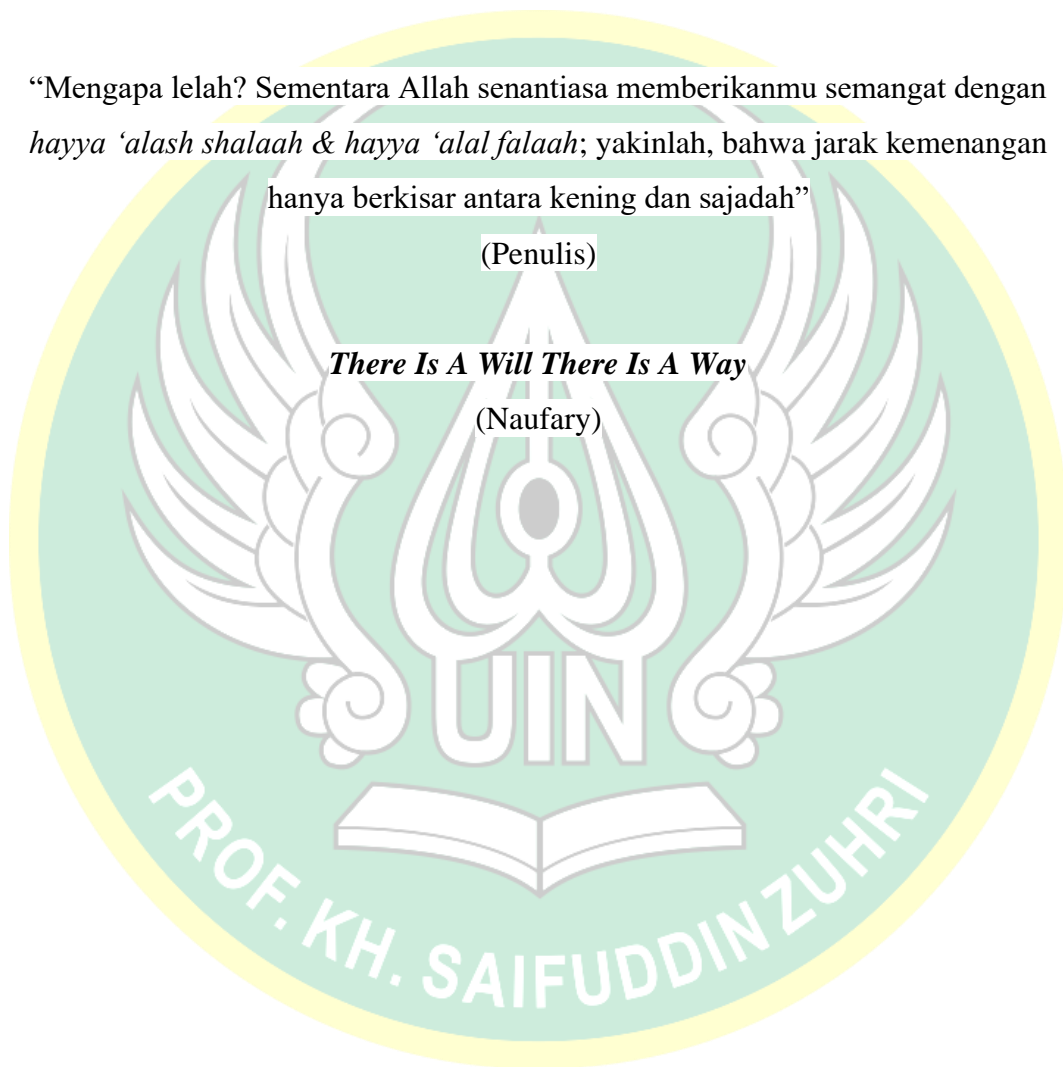 “Mengapa lelah? Sementara Allah senantiasa memberikanmu semangat dengan
hayya ‘alash shalaah & hayya ‘alal falaah; yakinlah, bahwa jarak kemenangan
hanya berkisar antara kening dan sajadah”
(Penulis)
There Is A Will There Is A Way
(Naufary)
UIN
PROF. KH. SAIFUDDIN ZUHRI